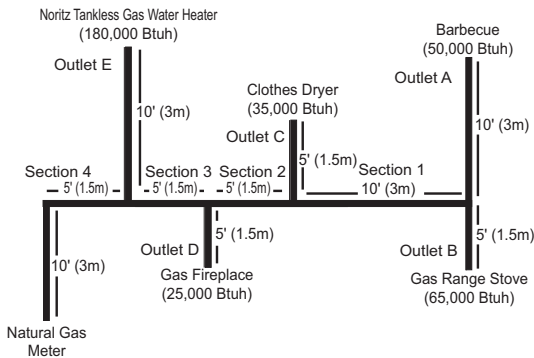 Noritz Tankless Gas Water Heater
(180,000 Btuh)
Outlet E
10' (3m)
Barbecue
(50,000 Btuh)
Outlet A
10' (3m)
Clothes Dryer
(35,000 Btuh)
Outlet C
5' (1.5m)
Section 4
5' (1.5m)
Section 3
5' (1.5m)
Section 2
5' (1.5m)
Section 1
10' (3m)
10' (3m)
Natural Gas
Meter
Outlet D
5' (1.5m)
Gas Fireplace
(25,000 Btuh)
Outlet B
5' (1.5m)
Gas Range Stove
(65,000 Btuh)